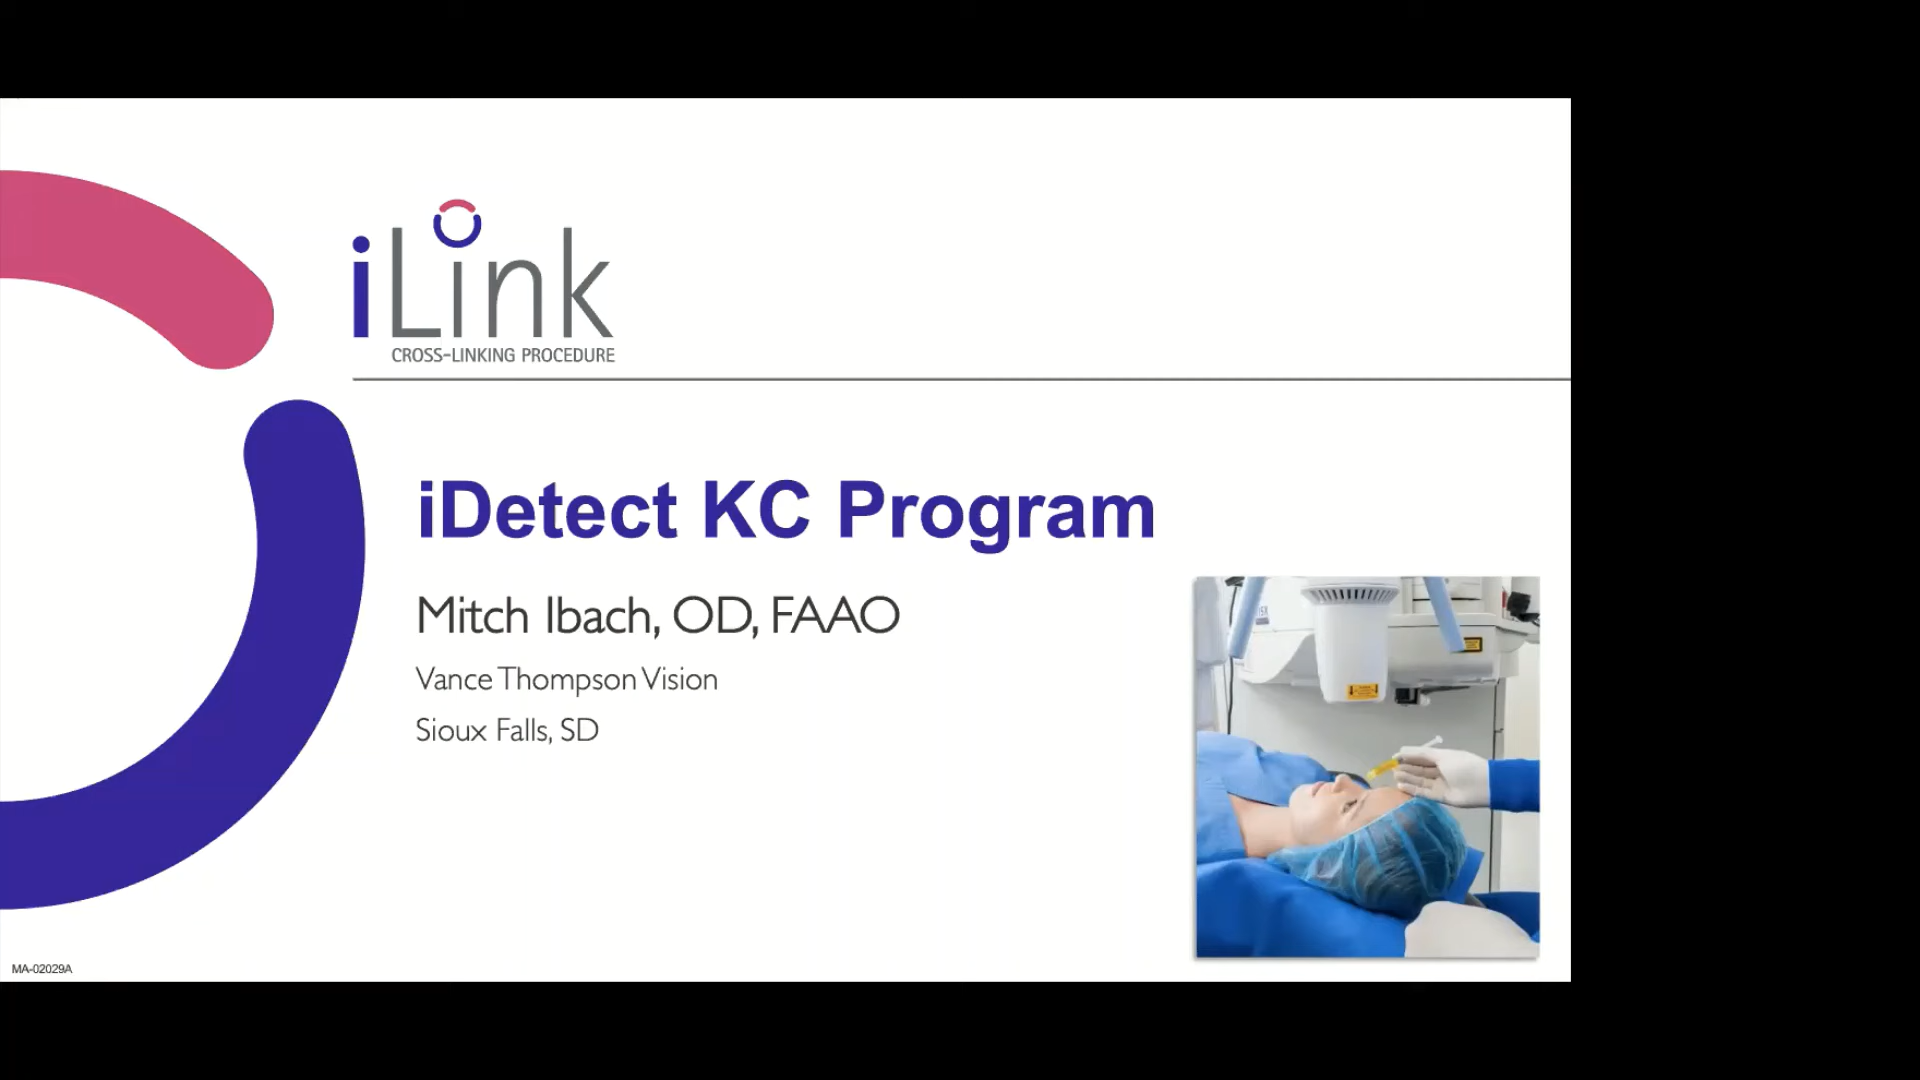 iLink
CROSS-LINKING PROCEDURE
iDetect KC Program
Mitch Ibach, OD, FAAO
Vance Thompson Vision
Sioux Falls, SD
MA-02029A